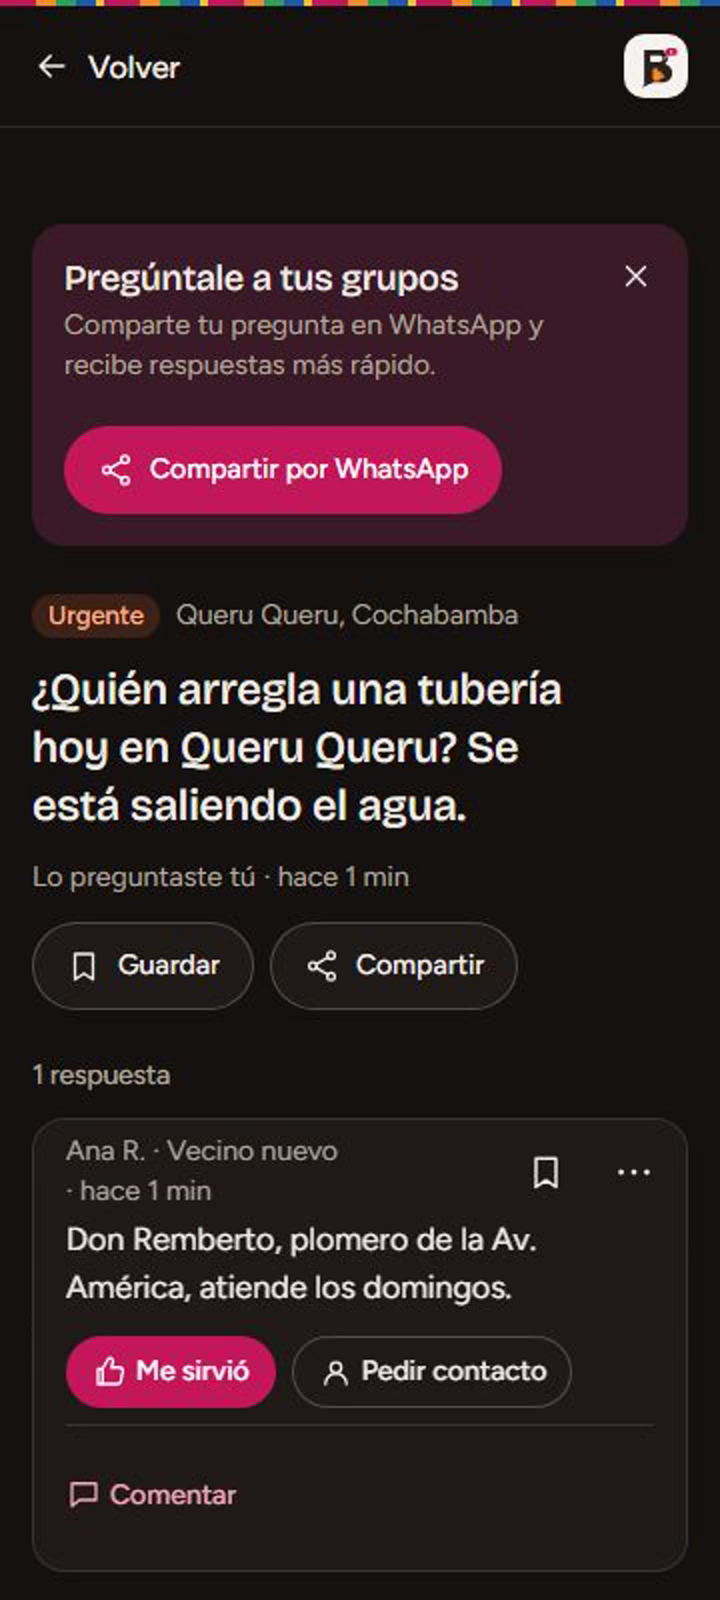 Volver
Pregúntale a tus grupos
Comparte tu pregunta en WhatsApp y
recibe respuestas más rápido.
Compartir por WhatsApp
Urgente Queru Queru, Cochabamba
¿Quién arregla una tubería
hoy en Queru Queru? Se
está saliendo el agua.
Lo preguntaste tú · hace 1 min
Guardar Compartir
1 respuesta
Ana R. · Vecino nuevo
· hace 1 min
Don Remberto, plomero de la Av.
América, atiende los domingos.
Me sirvió Pedir contacto
Comentar